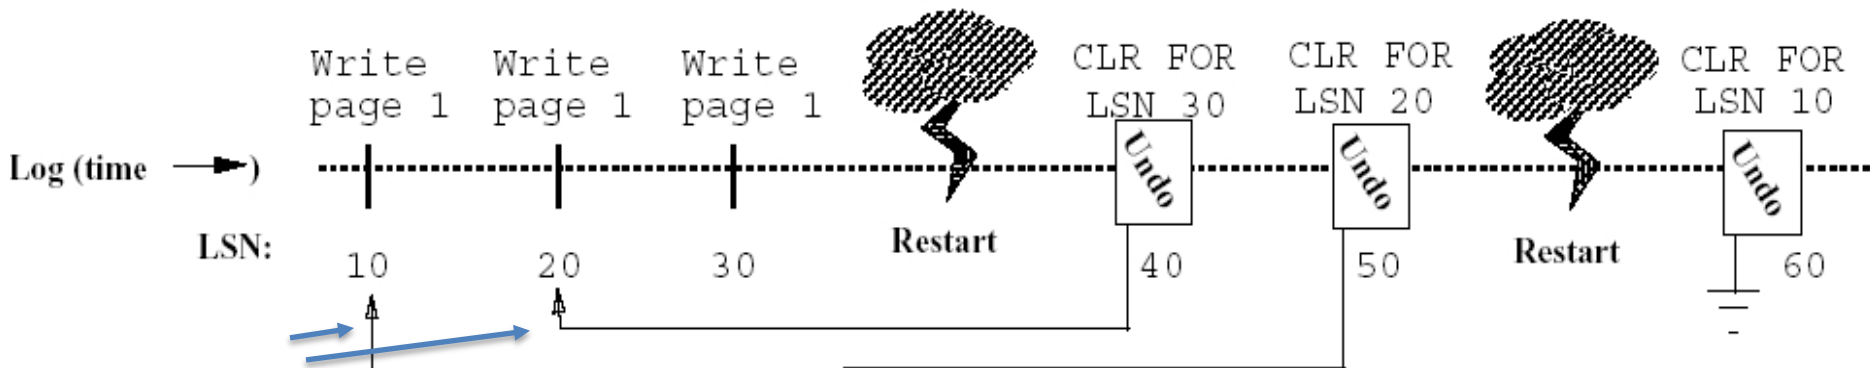 Write
page 1
Write
page 1
Write
page 1
CLR FOR
LSN 30
CLR FOR
LSN 20
CLR FOR
LSN 10
Log (time )
Undo
Undo
Undo
Restart
Restart
LSN:
10
20
30
40
50
60